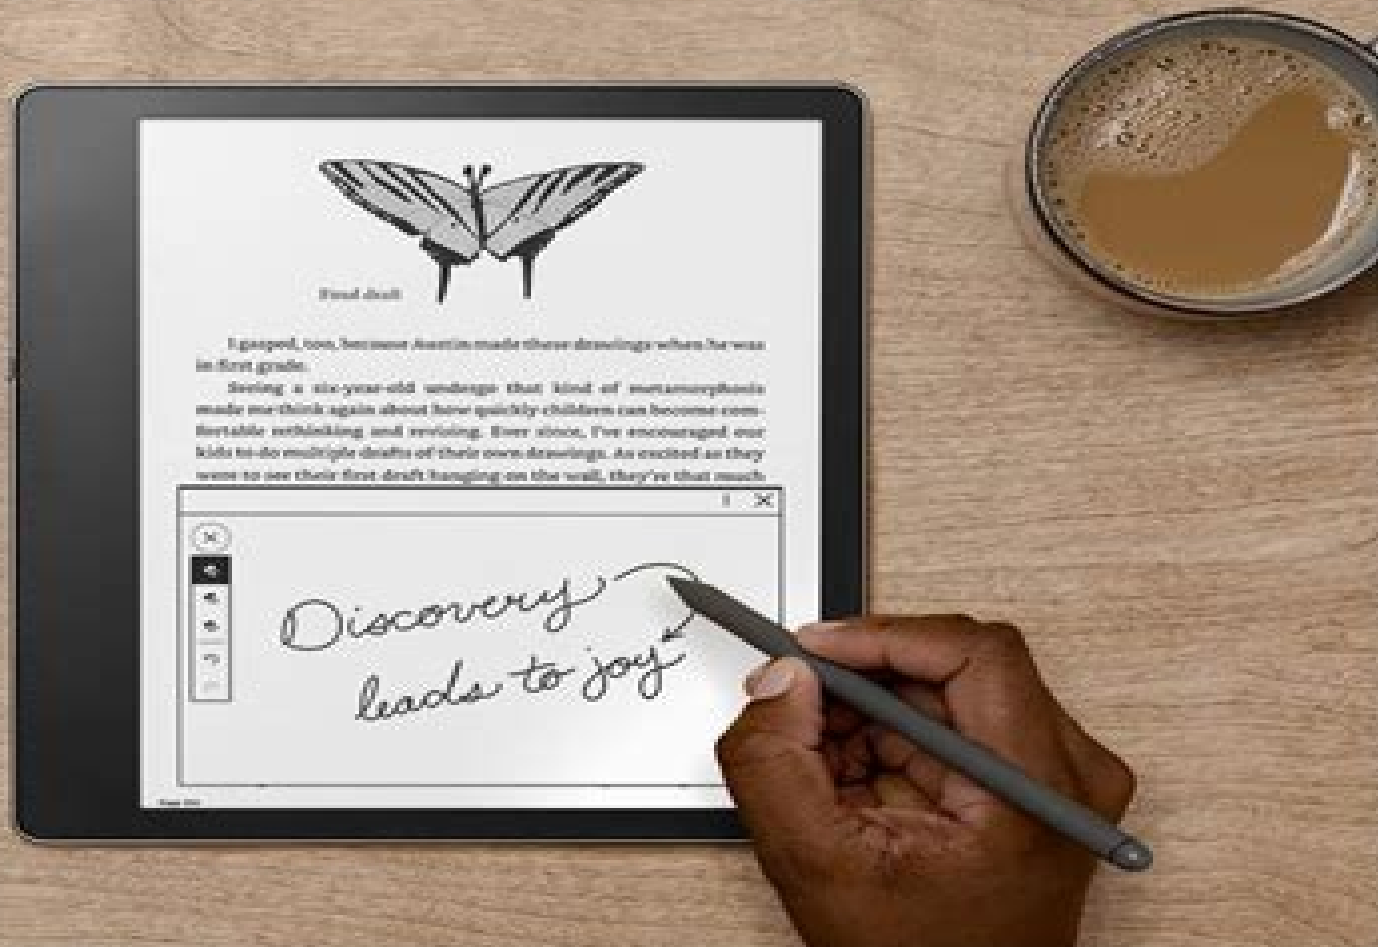 Final draft
I gasped, too, because Austin made these drawings when he was
in first grade.
Seeing a six-year-old undergo that kind of metamorphosis
made me think again about how quickly children can become com-
fortable rethinking and revising. Ever since, I've encouraged our
kids to do multiple drafts of their own drawings. As excited as they
were to see their first draft hanging on the wall, they're that much
Discovery
leads to joy